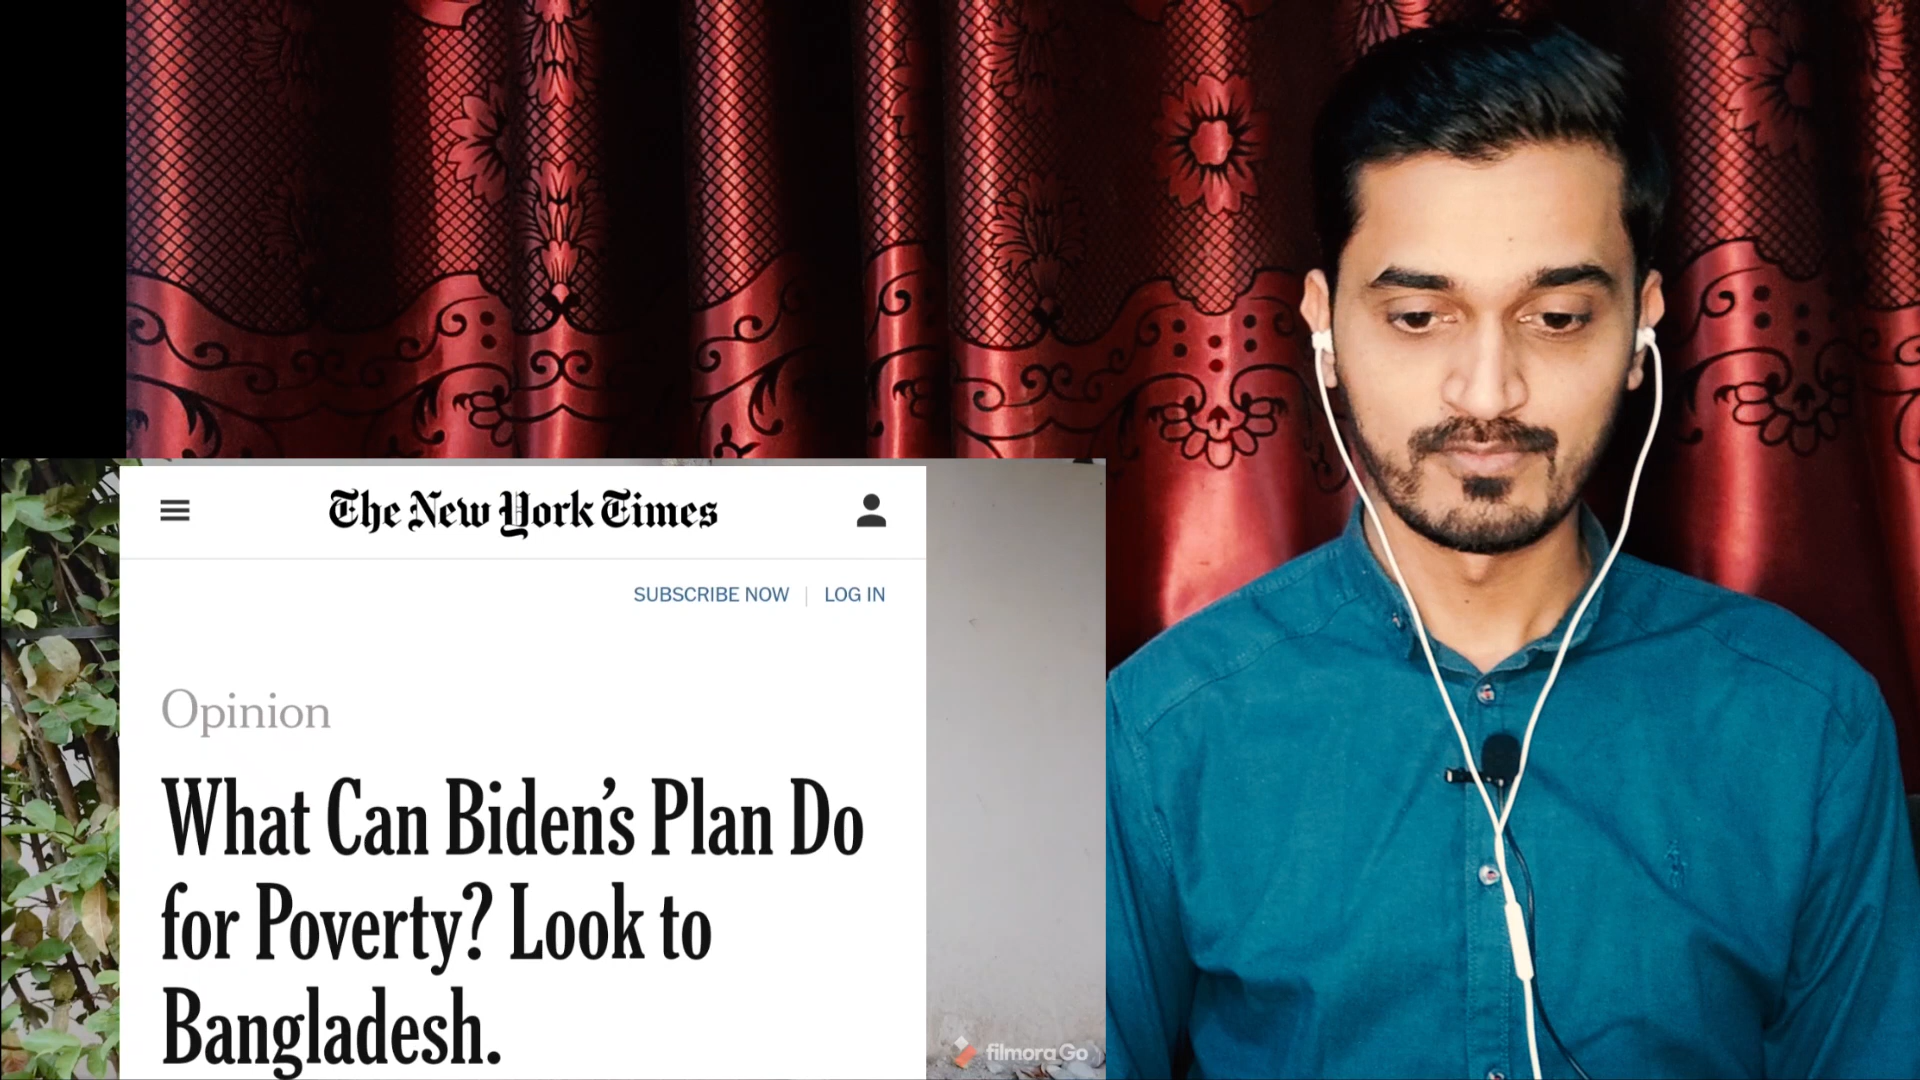 The New York Times
SUBSCRIBE NOW | LOG IN
Opinion
What Can Biden's Plan Do
for Poverty? Look to
Bangladesh.
filmoraGo